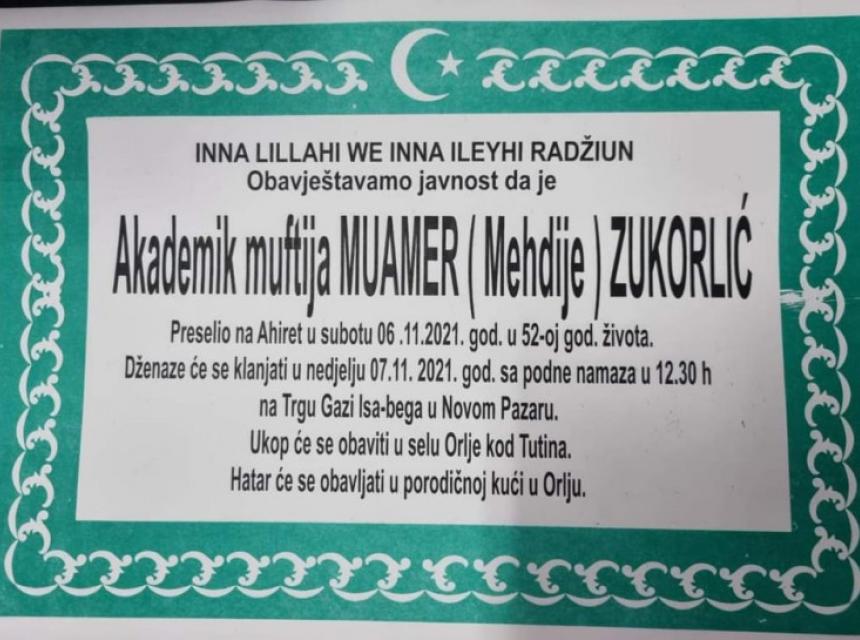 INNA LILLAHI WE INNA ILEYHI RADŽIUN
Obavještavamo javnost da je
Akademik muftija MUAMER ( Mehdije ) ZUKORLIĆ
Preselio na Ahiret u subotu 06 .11.2021. god. u 52-oj god. života.
Dženaze će se klanjati u nedjelju 07.11. 2021. god. sa podne namaza u 12.30 h
na Trgu Gazi Isa-bega u Novom Pazaru.
Ukop će se obaviti u selu Orlje kod Tutina.
Hatar će se obavljati u porodičnoj kući u Orlju.